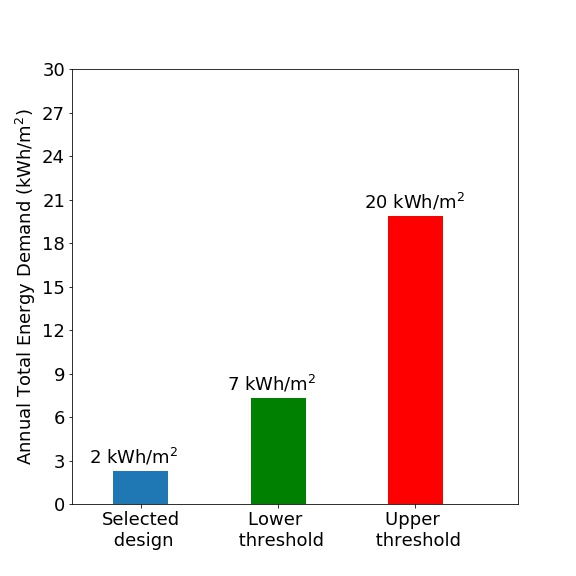 Annual Total Energy Demand (kWh/m²)
30
27
24
21
18
15
12
9
6
3
0
20 kWh/m²
7 kWh/m²
2 kWh/m²
Selected
design
Lower
threshold
Upper
threshold